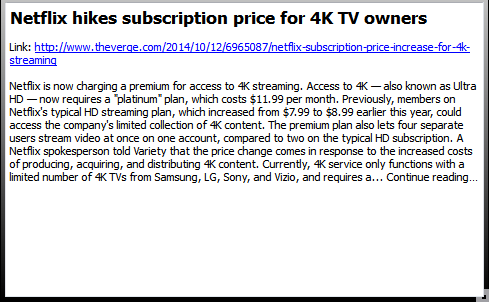 Netflix hikes subscription price for 4K TV owners
Link: http://www.theverge.com/2014/10/12/6965087/netflix-subscription-price-increase-for-4k-
streaming
Netflix is now charging a premium for access to 4K streaming. Access to 4K — also known as Ultra
HD — now requires a "platinum" plan, which costs $11.99 per month. Previously, members on
Netflix's typical HD streaming plan, which increased from $7.99 to $8.99 earlier this year, could
access the company's limited collection of 4K content. The premium plan also lets four separate
users stream video at once on one account, compared to two on the typical HD subscription. A
Netflix spokesperson told Variety that the price change comes in response to the increased costs
of producing, acquiring, and distributing 4K content. Currently, 4K service only functions with a
limited number of 4K TVs from Samsung, LG, Sony, and Vizio, and requires a... Continue reading…